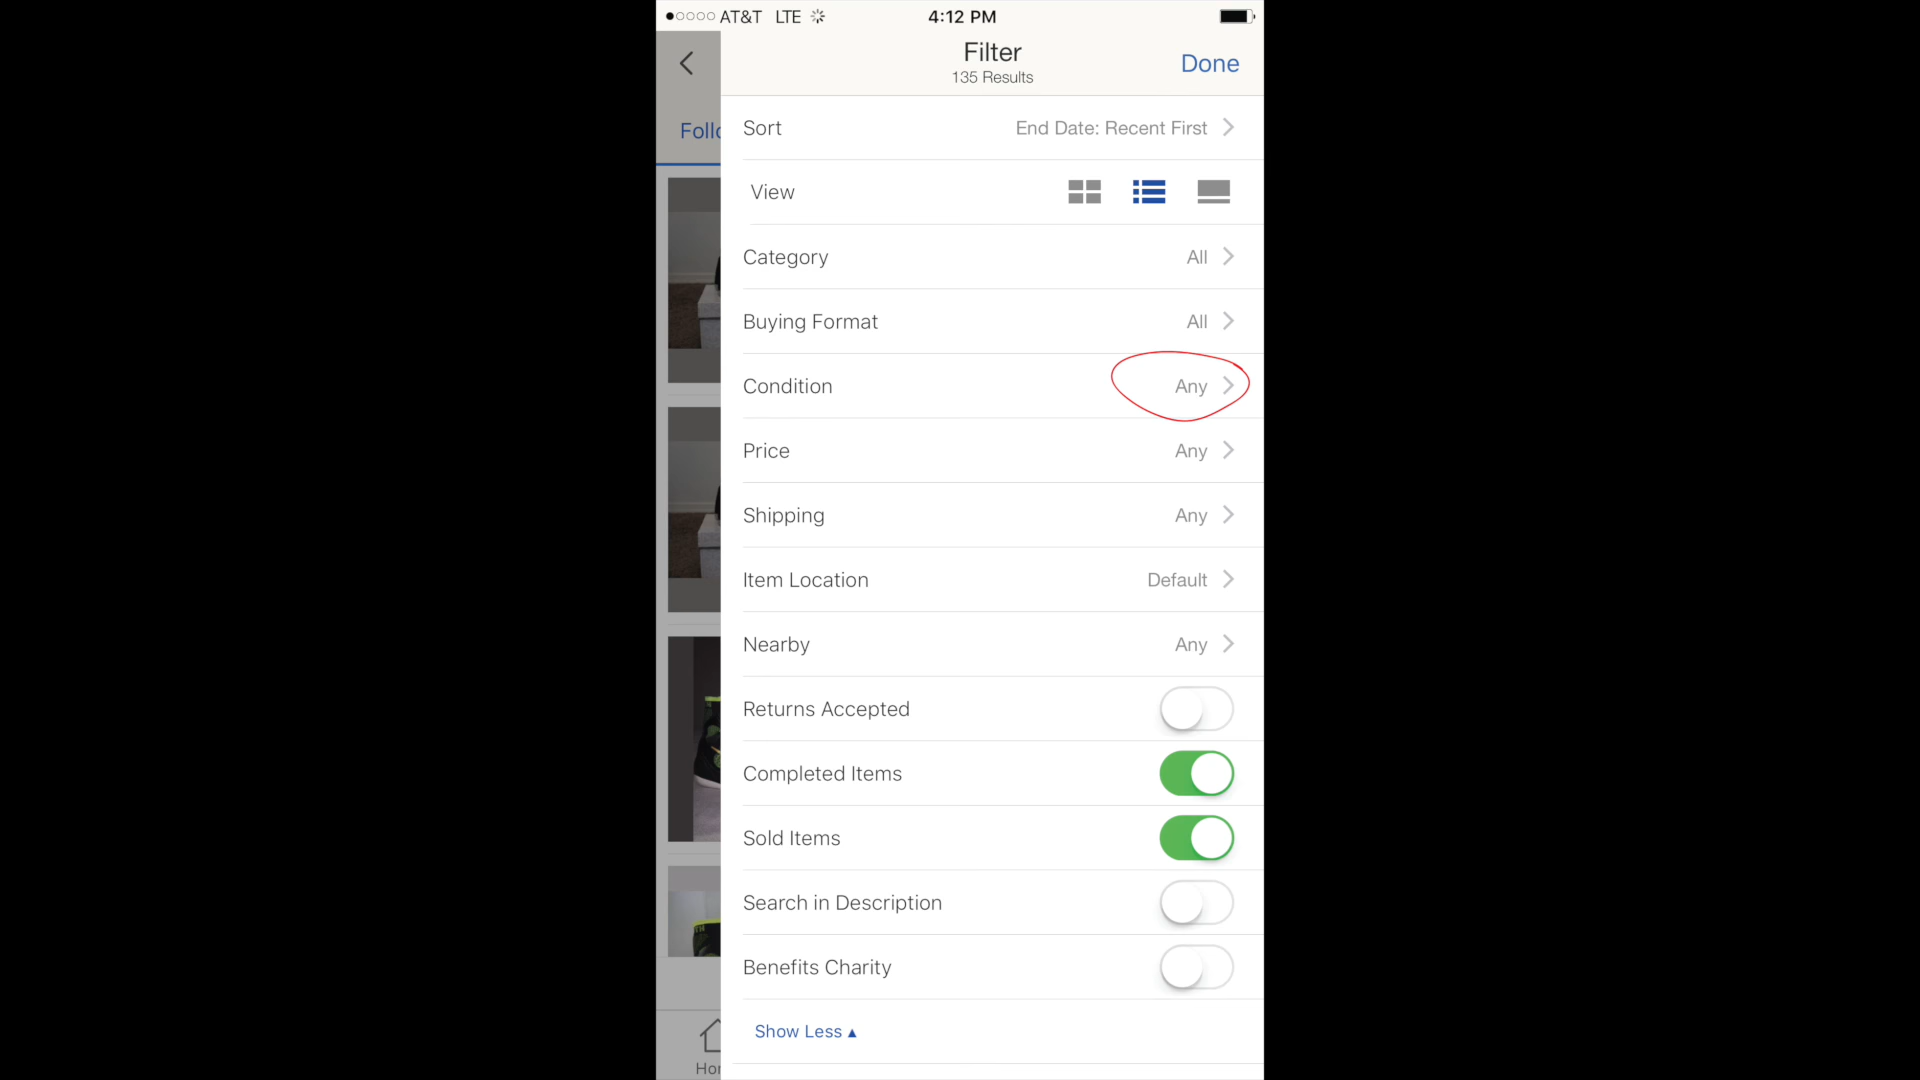 AT&T LTE 4:12 PM
Filter
135 Results
Done
Follo
Sort End Date: Recent First
View
Category All
Buying Format All
Condition Any
Price Any
Shipping Any
Item Location Default
Nearby Any
Returns Accepted
Completed Items
Sold Items
Search in Description
Benefits Charity
Show Less ▲
Hor